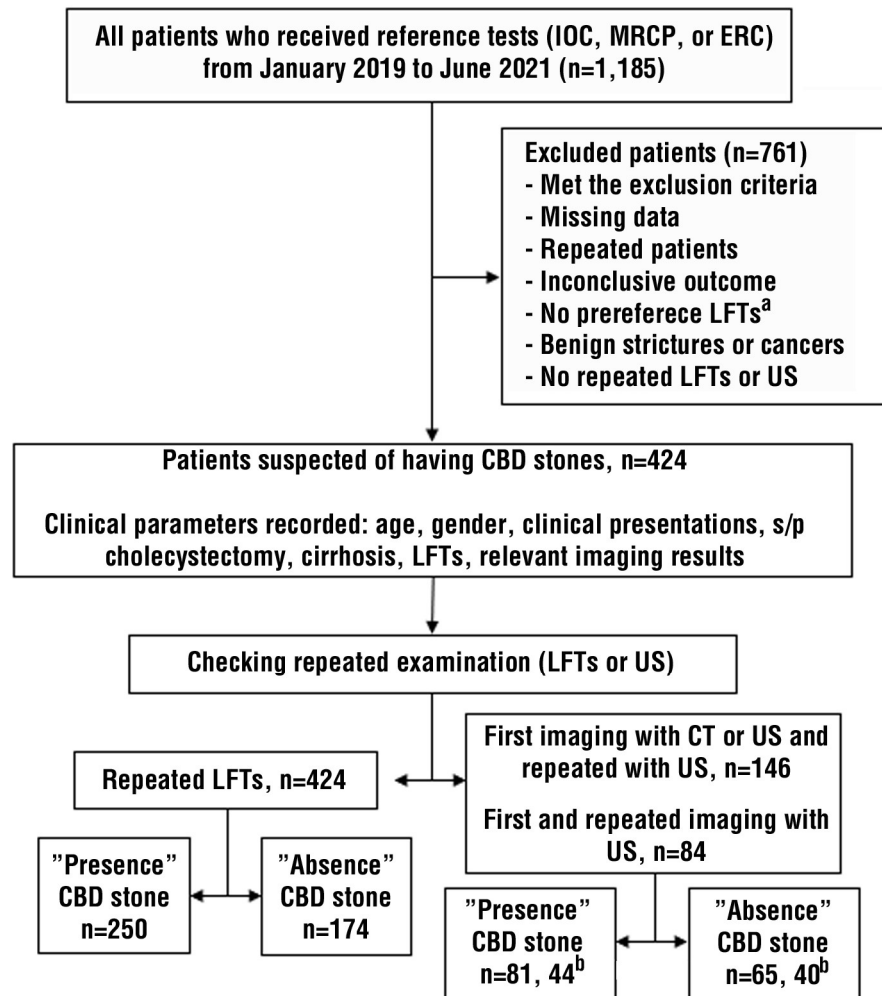 All patients who received reference tests (IOC, MRCP, or ERC)
from January 2019 to June 2021 (n=1,185)
Excluded patients (n=761)
- Met the exclusion criteria
- Missing data
- Repeated patients
- Inconclusive outcome
- No prereferece LFTsᵃ
- Benign strictures or cancers
- No repeated LFTs or US
Patients suspected of having CBD stones, n=424
Clinical parameters recorded: age, gender, clinical presentations, s/p
cholecystectomy, cirrhosis, LFTs, relevant imaging results
Checking repeated examination (LFTs or US)
Repeated LFTs, n=424
First imaging with CT or US and
repeated with US, n=146
First and repeated imaging with
US, n=84
"Presence"
CBD stone
n=250
"Absence"
CBD stone
n=174
"Presence"
CBD stone
n=81, 44ᵇ
"Absence"
CBD stone
n=65, 40ᵇ